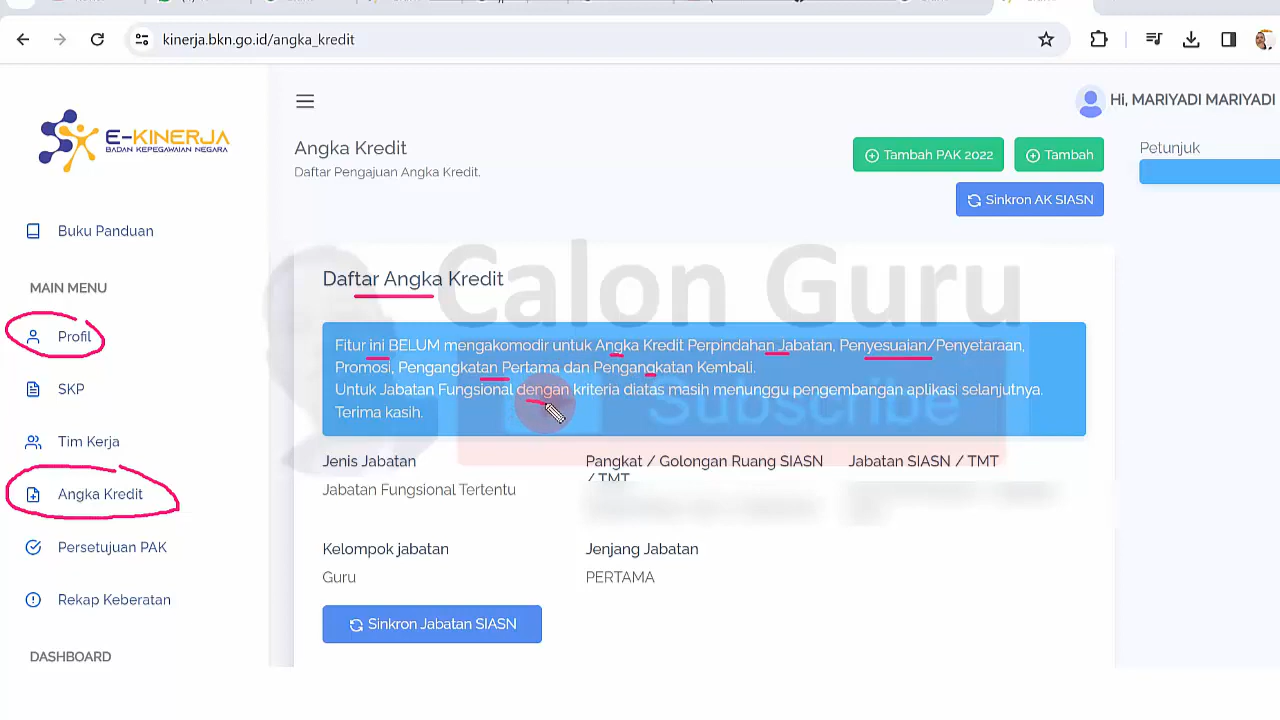 kinerja.bkn.go.id/angka_kredit
E-KINERJA
BADAN KEPEGAWAIAN NEGARA
Hi, MARIYADI MARIYADI
Angka Kredit
Daftar Pengajuan Angka Kredit.
Tambah PAK 2022
Tambah
Petunjuk
Sinkron AK SIASN
Buku Panduan
MAIN MENU
Profil
SKP
Tim Kerja
Angka Kredit
Persetujuan PAK
Rekap Keberatan
DASHBOARD
Calon Guru
Daftar Angka Kredit
Fitur ini BELUM mengakomodir untuk Angka Kredit Perpindahan Jabatan, Penyesuaian/Penyetaraan,
Promosi, Pengangkatan Pertama dan Pengangkatan Kembali.
Untuk Jabatan Fungsional dengan kriteria diatas masih menunggu pengembangan aplikasi selanjutnya.
Terima kasih.
Subscribe
Jenis Jabatan
Jabatan Fungsional Tertentu
Pangkat / Golongan Ruang SIASN
/ TMT
Jabatan SIASN / TMT
Kelompok jabatan
Guru
Jenjang Jabatan
PERTAMA
Sinkron Jabatan SIASN